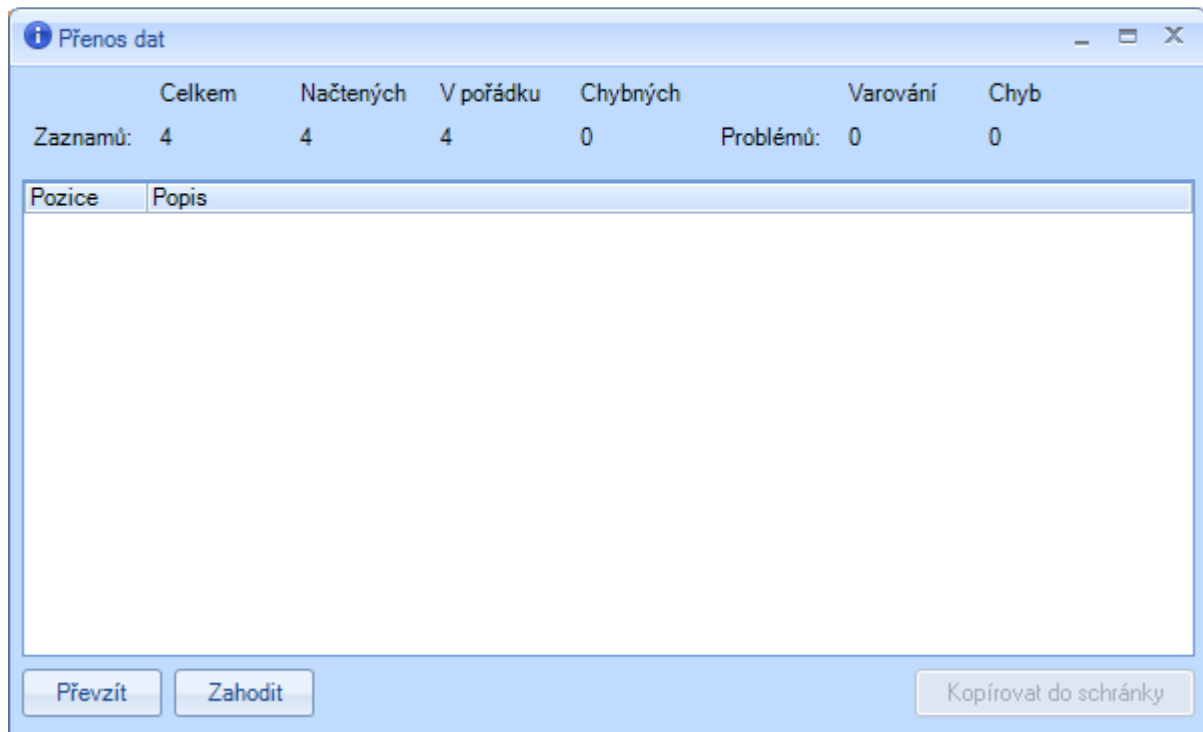 Přenos dat
Celkem Načtených V pořádku Chybných Varování Chyb
Zaznamů: 4 4 4 0 Problémů: 0 0
Pozice Popis
Převzít Zahodit Kopírovat do schránky